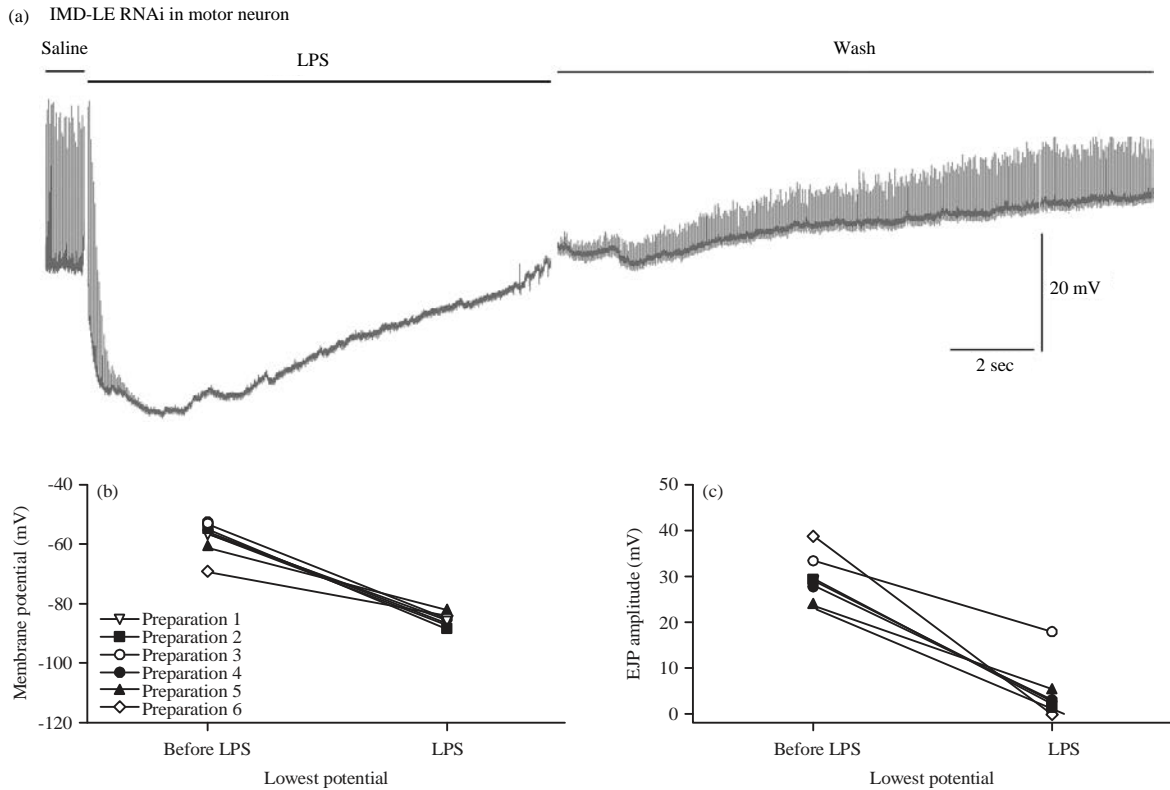 (a) IMD-LE RNAi in motor neuron
Saline
LPS
Wash
20 mV
2 sec
(b)
-40
-60
-80
-100
-120
Membrane potential (mV)
Preparation 1
Preparation 2
Preparation 3
Preparation 4
Preparation 5
Preparation 6
Before LPS
LPS
Lowest potential
(c)
50
40
30
20
10
0
EJP amplitude (mV)
Before LPS
LPS
Lowest potential